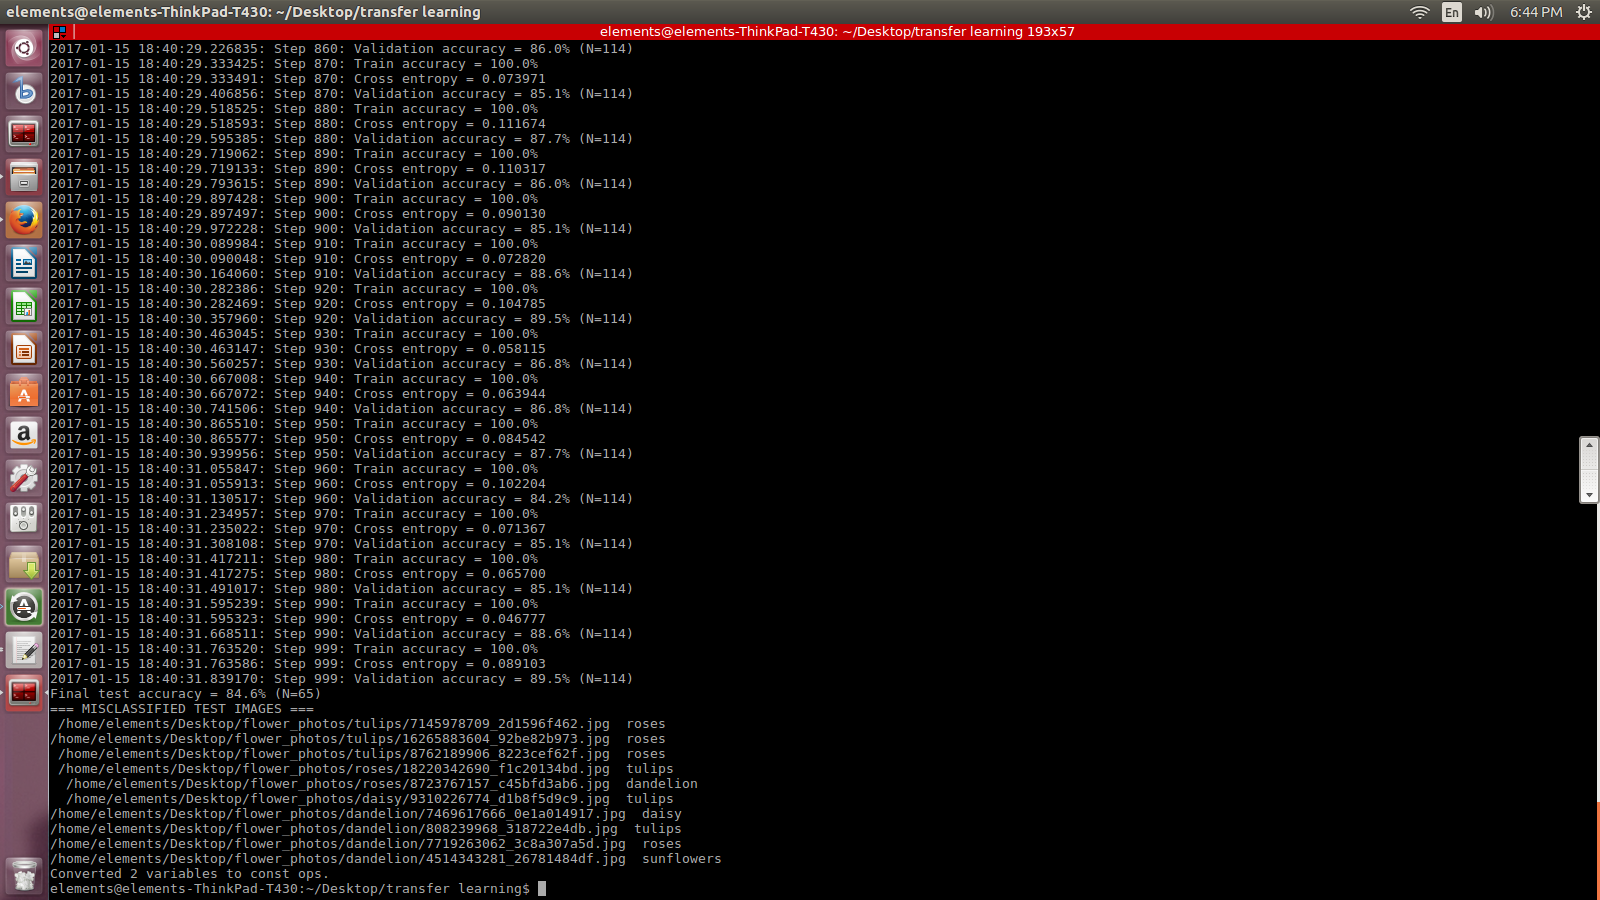 elements@elements-ThinkPad-T430: ~/Desktop/transfer learning
En
6:44 PM
elements@elements-ThinkPad-T430: ~/Desktop/transfer learning 193x57
2017-01-15 18:40:29.226835: Step 860: Validation accuracy = 86.0% (N=114)
2017-01-15 18:40:29.333425: Step 870: Train accuracy = 100.0%
2017-01-15 18:40:29.333491: Step 870: Cross entropy = 0.073971
2017-01-15 18:40:29.406856: Step 870: Validation accuracy = 85.1% (N=114)
2017-01-15 18:40:29.518525: Step 880: Train accuracy = 100.0%
2017-01-15 18:40:29.518593: Step 880: Cross entropy = 0.111674
2017-01-15 18:40:29.595385: Step 880: Validation accuracy = 87.7% (N=114)
2017-01-15 18:40:29.719062: Step 890: Train accuracy = 100.0%
2017-01-15 18:40:29.719133: Step 890: Cross entropy = 0.110317
2017-01-15 18:40:29.793615: Step 890: Validation accuracy = 86.0% (N=114)
2017-01-15 18:40:29.897428: Step 900: Train accuracy = 100.0%
2017-01-15 18:40:29.897497: Step 900: Cross entropy = 0.090130
2017-01-15 18:40:29.972228: Step 900: Validation accuracy = 85.1% (N=114)
2017-01-15 18:40:30.089984: Step 910: Train accuracy = 100.0%
2017-01-15 18:40:30.090048: Step 910: Cross entropy = 0.072820
2017-01-15 18:40:30.164060: Step 910: Validation accuracy = 88.6% (N=114)
2017-01-15 18:40:30.282386: Step 920: Train accuracy = 100.0%
2017-01-15 18:40:30.282469: Step 920: Cross entropy = 0.104785
2017-01-15 18:40:30.357960: Step 920: Validation accuracy = 89.5% (N=114)
2017-01-15 18:40:30.463045: Step 930: Train accuracy = 100.0%
2017-01-15 18:40:30.463147: Step 930: Cross entropy = 0.058115
2017-01-15 18:40:30.560257: Step 930: Validation accuracy = 86.8% (N=114)
2017-01-15 18:40:30.667008: Step 940: Train accuracy = 100.0%
2017-01-15 18:40:30.667072: Step 940: Cross entropy = 0.063944
2017-01-15 18:40:30.741506: Step 940: Validation accuracy = 86.8% (N=114)
2017-01-15 18:40:30.865510: Step 950: Train accuracy = 100.0%
2017-01-15 18:40:30.865577: Step 950: Cross entropy = 0.084542
2017-01-15 18:40:30.939956: Step 950: Validation accuracy = 87.7% (N=114)
2017-01-15 18:40:31.055847: Step 960: Train accuracy = 100.0%
2017-01-15 18:40:31.055913: Step 960: Cross entropy = 0.102204
2017-01-15 18:40:31.130517: Step 960: Validation accuracy = 84.2% (N=114)
2017-01-15 18:40:31.234957: Step 970: Train accuracy = 100.0%
2017-01-15 18:40:31.235022: Step 970: Cross entropy = 0.071367
2017-01-15 18:40:31.308108: Step 970: Validation accuracy = 85.1% (N=114)
2017-01-15 18:40:31.417211: Step 980: Train accuracy = 100.0%
2017-01-15 18:40:31.417275: Step 980: Cross entropy = 0.065700
2017-01-15 18:40:31.491017: Step 980: Validation accuracy = 85.1% (N=114)
2017-01-15 18:40:31.595239: Step 990: Train accuracy = 100.0%
2017-01-15 18:40:31.595323: Step 990: Cross entropy = 0.046777
2017-01-15 18:40:31.668511: Step 990: Validation accuracy = 88.6% (N=114)
2017-01-15 18:40:31.763520: Step 999: Train accuracy = 100.0%
2017-01-15 18:40:31.763586: Step 999: Cross entropy = 0.089103
2017-01-15 18:40:31.839170: Step 999: Validation accuracy = 89.5% (N=114)
Final test accuracy = 84.6% (N=65)
=== MISCLASSIFIED TEST IMAGES ===
/home/elements/Desktop/flower_photos/tulips/7145978709_2d1596f462.jpg  roses
/home/elements/Desktop/flower_photos/tulips/16265883604_92be82b973.jpg  roses
/home/elements/Desktop/flower_photos/tulips/8762189906_8223cef62f.jpg  roses
/home/elements/Desktop/flower_photos/roses/18220342690_f1c20134bd.jpg  tulips
/home/elements/Desktop/flower_photos/roses/8723767157_c45bfd3ab6.jpg  dandelion
/home/elements/Desktop/flower_photos/daisy/9310226774_d1b8f5d9c9.jpg  tulips
/home/elements/Desktop/flower_photos/dandelion/7469617666_0e1a014917.jpg  daisy
/home/elements/Desktop/flower_photos/dandelion/808239968_318722e4db.jpg  tulips
/home/elements/Desktop/flower_photos/dandelion/7719263062_3c8a307a5d.jpg  roses
/home/elements/Desktop/flower_photos/dandelion/4514343281_26781484df.jpg  sunflowers
Converted 2 variables to const ops.
elements@elements-ThinkPad-T430:~/Desktop/transfer learning$